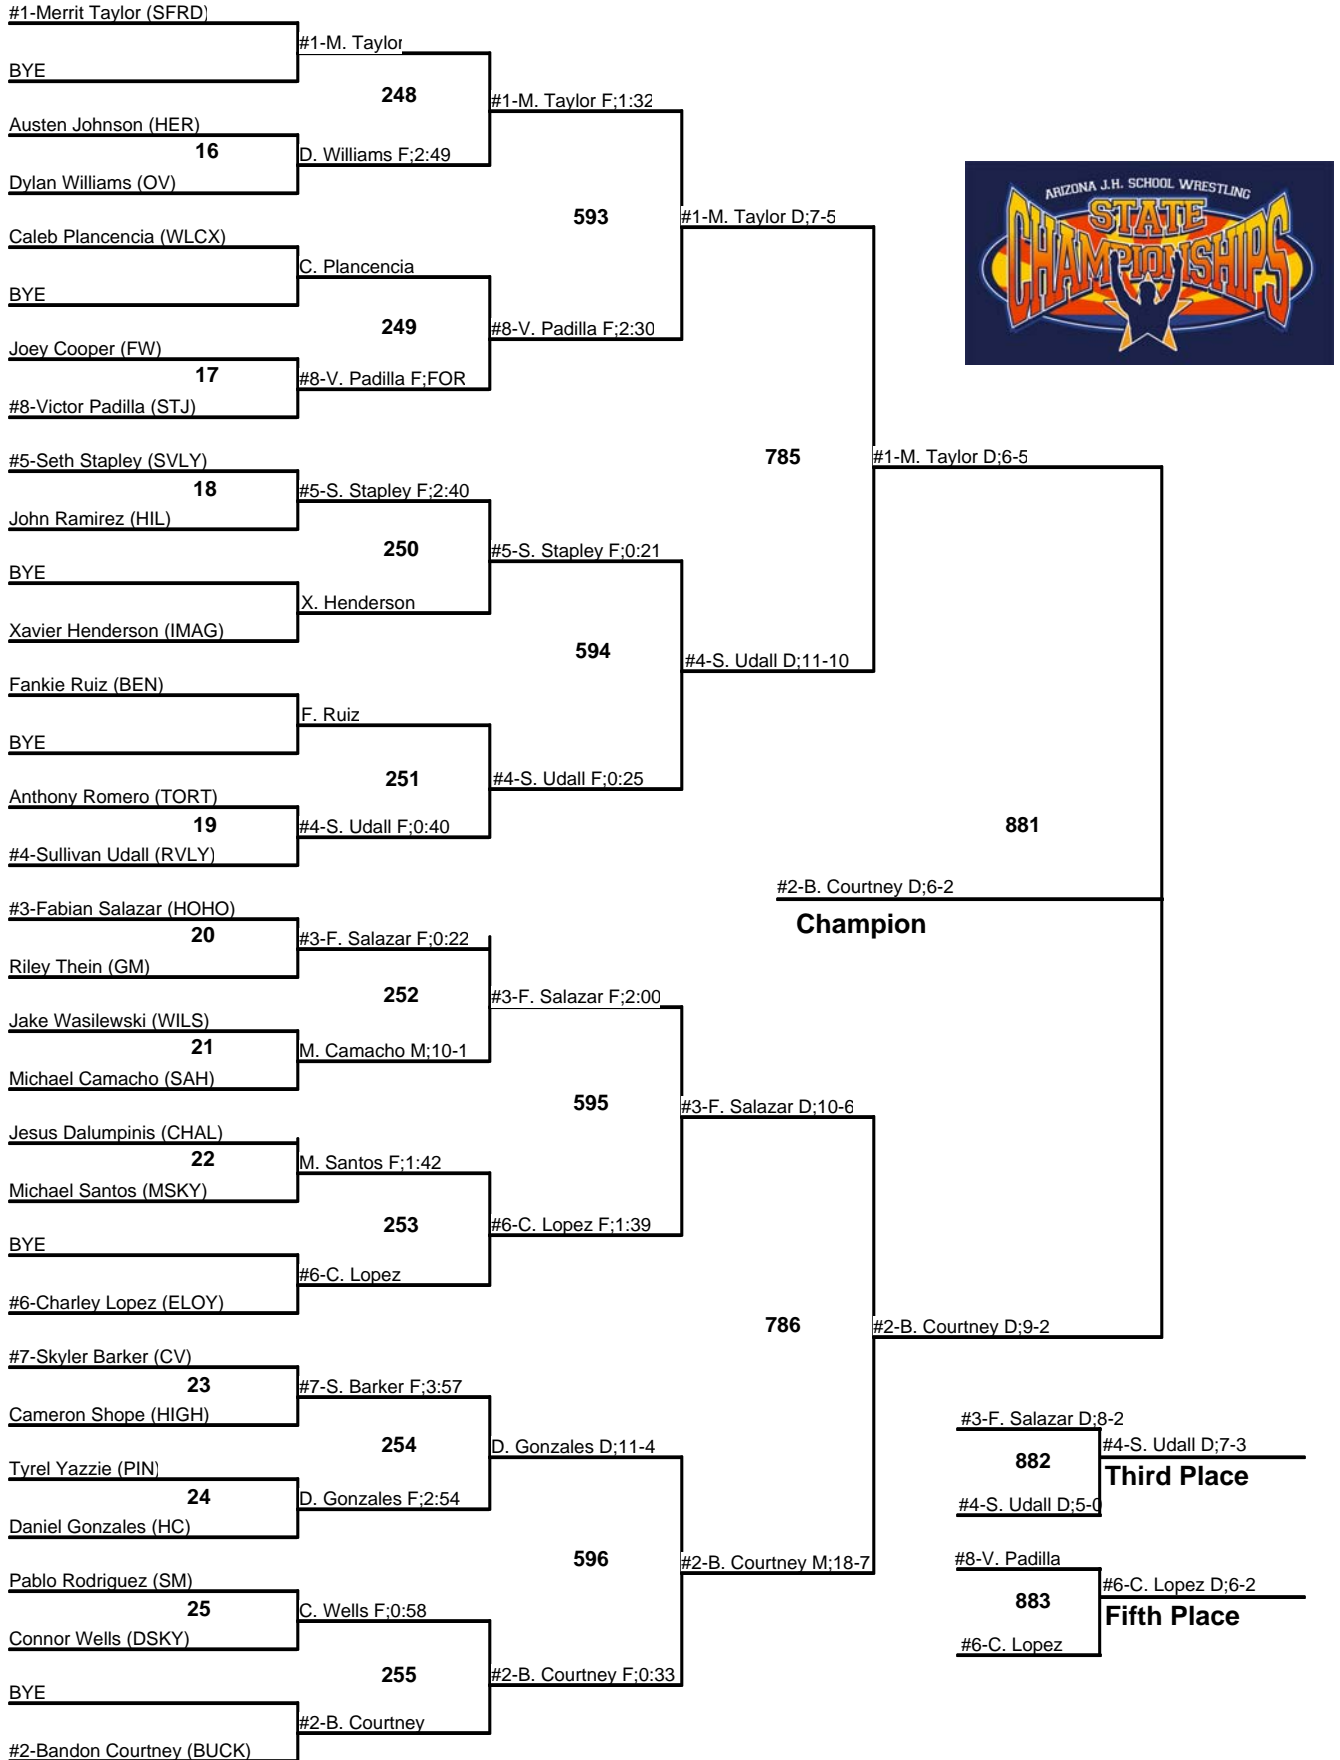 #1-Merrit Taylor (SFRD)
#1-M. Taylor
BYE
248
#1-M. Taylor F;1:32
Austen Johnson (HER)
16
D. Williams F;2:49
Dylan Williams (OV)
593
#1-M. Taylor D;7-5
Caleb Plancencia (WLCX)
C. Plancencia
BYE
249
#8-V. Padilla F;2:30
Joey Cooper (FW)
17
#8-V. Padilla F;FOR
#8-Victor Padilla (STJ)
785
#1-M. Taylor D;6-5
#5-Seth Stapley (SVLY)
18
#5-S. Stapley F;2:40
John Ramirez (HIL)
250
#5-S. Stapley F;0:21
BYE
X. Henderson
Xavier Henderson (IMAG)
594
#4-S. Udall D;11-10
Fankie Ruiz (BEN)
F. Ruiz
BYE
251
#4-S. Udall F;0:25
Anthony Romero (TORT)
19
#4-S. Udall F;0:40
#4-Sullivan Udall (RVLY)
881
#2-B. Courtney D;6-2
Champion
#3-Fabian Salazar (HOHO)
20
#3-F. Salazar F;0:22
Riley Thein (GM)
252
#3-F. Salazar F;2:00
Jake Wasilewski (WILS)
21
M. Camacho M;10-1
Michael Camacho (SAH)
595
#3-F. Salazar D;10-6
Jesus Dalumpinis (CHAL)
22
M. Santos F;1:42
Michael Santos (MSKY)
253
#6-C. Lopez F;1:39
BYE
#6-C. Lopez
#6-Charley Lopez (ELOY)
786
#2-B. Courtney D;9-2
#7-Skyler Barker (CV)
23
#7-S. Barker F;3:57
Cameron Shope (HIGH)
254
D. Gonzales D;11-4
Tyrel Yazzie (PIN)
24
D. Gonzales F;2:54
Daniel Gonzales (HC)
596
#2-B. Courtney M;18-7
Pablo Rodriguez (SM)
25
C. Wells F;0:58
Connor Wells (DSKY)
255
#2-B. Courtney F;0:33
BYE
#2-B. Courtney
#2-Bandon Courtney (BUCK)
ARIZONA J.H. SCHOOL WRESTLING
STATE
CHAMPIONSHIPS
#3-F. Salazar D;8-2
882
#4-S. Udall D;7-3
Third Place
#4-S. Udall D;5-0
#8-V. Padilla
883
#6-C. Lopez D;6-2
Fifth Place
#6-C. Lopez